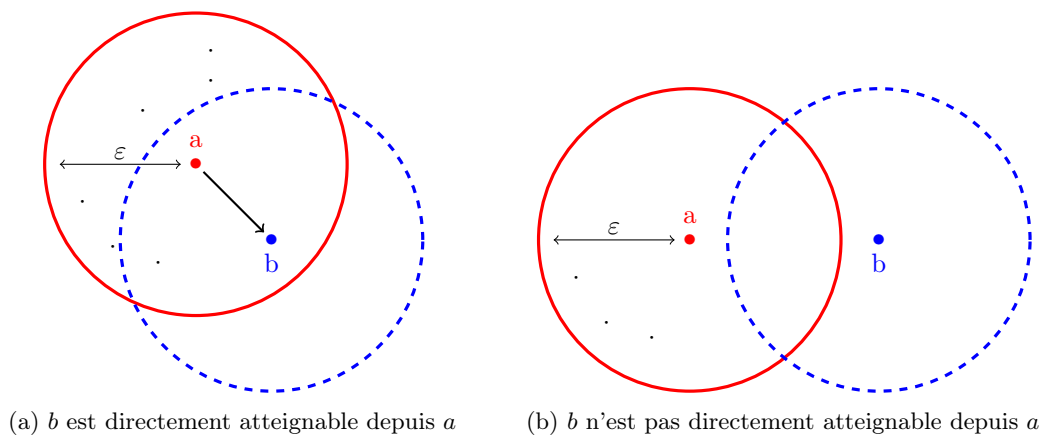 a
ε
b
(a) b est directement atteignable depuis a
a
ε
b
(b) b n'est pas directement atteignable depuis a